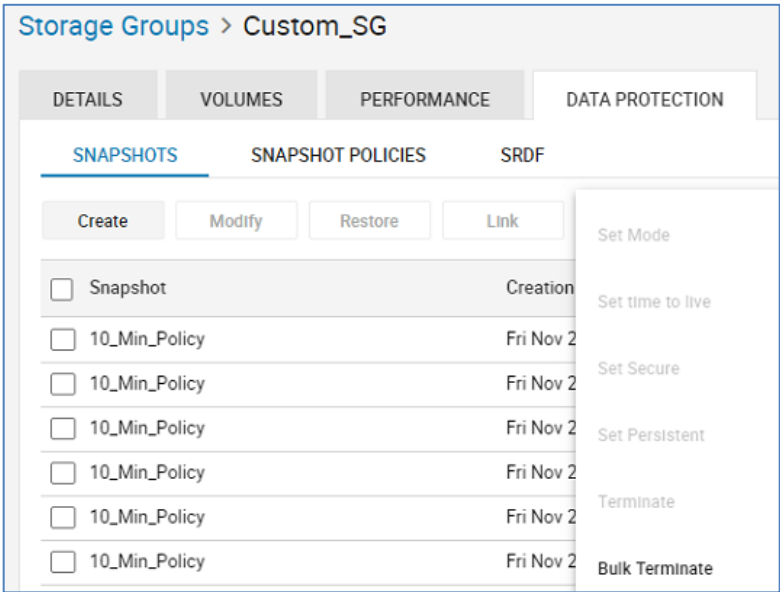 Storage Groups > Custom_SG
DETAILS VOLUMES PERFORMANCE DATA PROTECTION
SNAPSHOTS SNAPSHOT POLICIES SRDF
Create Modify Restore Link
Snapshot Creation
10_Min_Policy Fri Nov 2
10_Min_Policy Fri Nov 2
10_Min_Policy Fri Nov 2
10_Min_Policy Fri Nov 2
10_Min_Policy Fri Nov 2
10_Min_Policy Fri Nov 2
Set Mode
Set time to live
Set Secure
Set Persistent
Terminate
Bulk Terminate